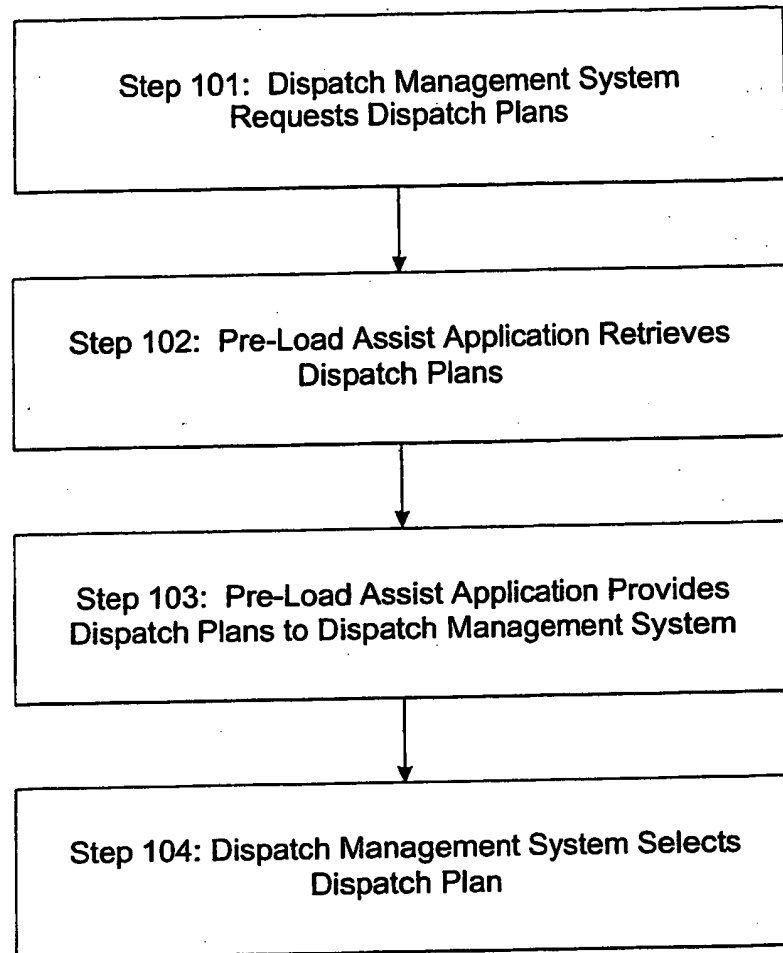 Step 101: Dispatch Management System
Requests Dispatch Plans
Step 102: Pre-Load Assist Application Retrieves
Dispatch Plans
Step 103: Pre-Load Assist Application Provides
Dispatch Plans to Dispatch Management System
Step 104: Dispatch Management System Selects
Dispatch Plan